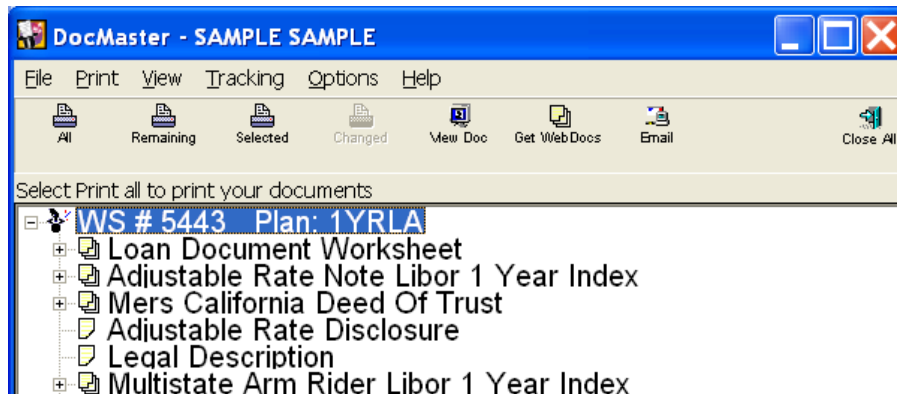 DocMaster - SAMPLE SAMPLE
File Print View Tracking Options Help
All Remaining Selected Changed View Doc Get WebDocs Email Close All
Select Print all to print your documents
WS # 5443 Plan: 1YRLA
Loan Document Worksheet
Adjustable Rate Note Libor 1 Year Index
Mers California Deed Of Trust
Adjustable Rate Disclosure
Legal Description
Multistate Arm Rider Libor 1 Year Index